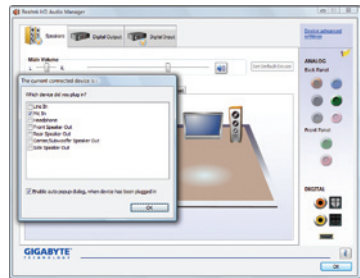 Realtek HD Audio Manager
Speakers
Digital Output
Digital Input
Device advanced settings
Main Volume
L
R
Set Default Device
The current connected device is :
Which device did you plug in?
Line In
Mic In
Headphone
Front Speaker Out
Rear Speaker Out
Center/Subwoofer Speaker Out
Side Speaker Out
Enable auto popup dialog, when device has been plugged in
OK
ANALOG
Back Panel
Front Panel
DIGITAL
GIGABYTE
TECHNOLOGY
OK